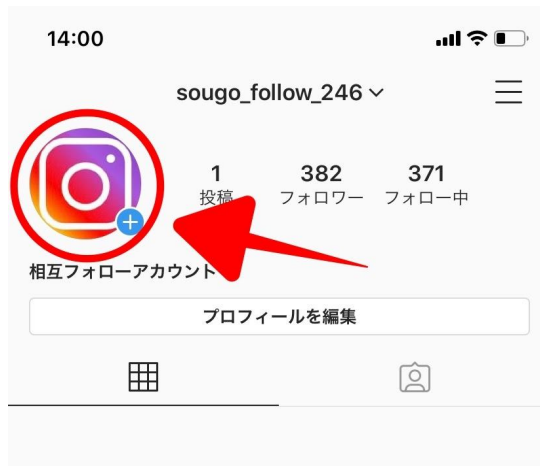 14:00
sougo_follow_246
1 382 371
投稿 フォロワー フォロー中
相互フォローアカウント
プロフィールを編集